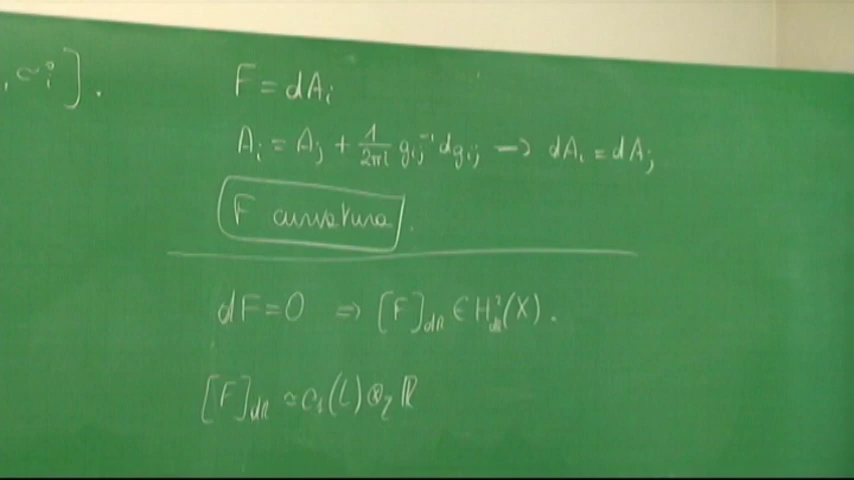 , ~ i ] .
F = dA_i
A_i = A_j + 1/2πi g_ij^-1 dg_ij → dA_i = dA_j
F curvatura .
dF = 0 ⇒ [F]_dR ∈ H²_dR(X) .
[F]_dR ≃ c_1(L) ⊗_Z ℝ